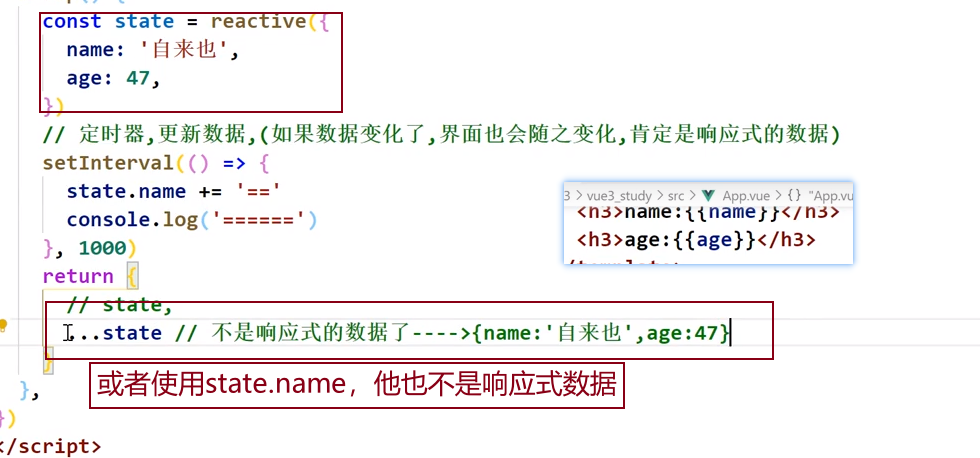 const state = reactive({
name: '自来也',
age: 47,
})
// 定时器,更新数据,(如果数据变化了,界面也会随之变化,肯定是响应式的数据)
setInterval(() => {
state.name += '=='
console.log('======')
}, 1000)
return {
// state,
...state // 不是响应式的数据了---->{name:'自来也',age:47}
}
或者使用state.name，他也不是响应式数据
},
})
</script>
3 > vue3_study > src > App.vue > {} "App.vu
<h3>name:{{name}}</h3>
<h3>age:{{age}}</h3>